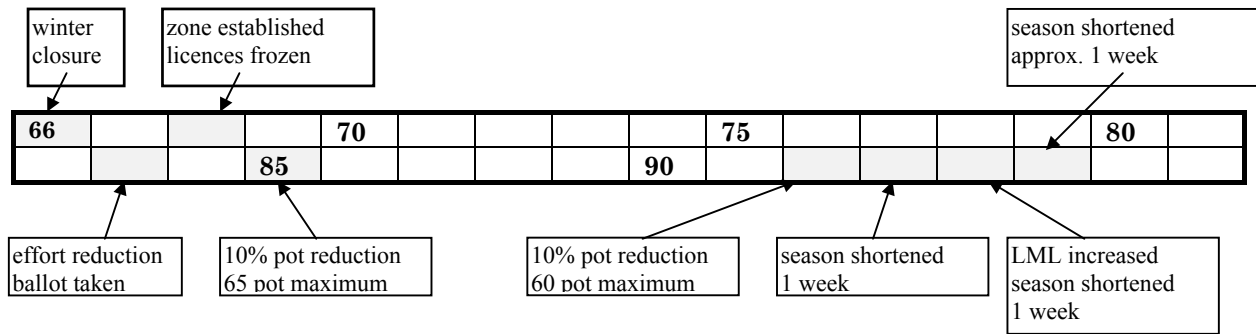 winter
closure
zone established
licences frozen
season shortened
approx. 1 week
66 70 75 80
85 90
effort reduction
ballot taken
10% pot reduction
65 pot maximum
10% pot reduction
60 pot maximum
season shortened
1 week
LML increased
season shortened
1 week